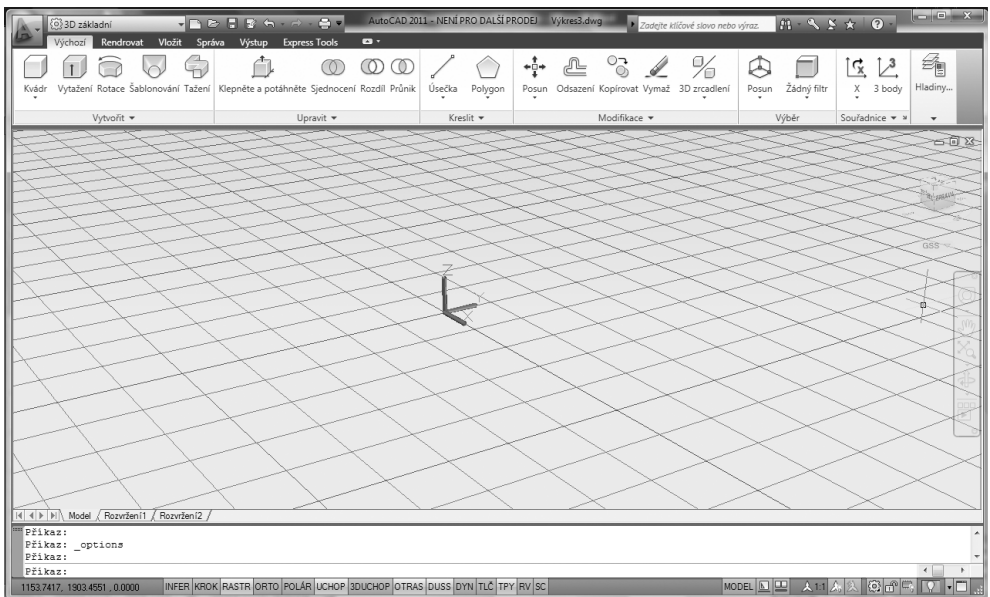 3D základní AutoCAD 2011 - NENÍ PRO DALŠÍ PRODEJ Výkres3.dwg Zadejte klíčové slovo nebo výraz.
Výchozí Rendrovat Vložit Správa Výstup Express Tools
Kvádr Vytažení Rotace Šablonování Tažení Klepněte a potáhněte Sjednocení Rozdíl Průnik Úsečka Polygon Posun Odsazení Kopírovat Vymaž 3D zrcadlení Posun Žádný filtr X 3 body Hladiny...
Vytvořit Upravit Kreslit Modifikace Výběr Souřadnice
GSS
Z
Y
X
Model Rozvržení1 Rozvržení2
Příkaz:
Příkaz: _options
Příkaz:
Příkaz:
1153.7417, 1903.4551 , 0.0000 INFER KROK RASTR ORTO POLÁR UCHOP 3DUCHOP OTRAS DUSS DYN TLČ TPY RV SC MODEL 1:1